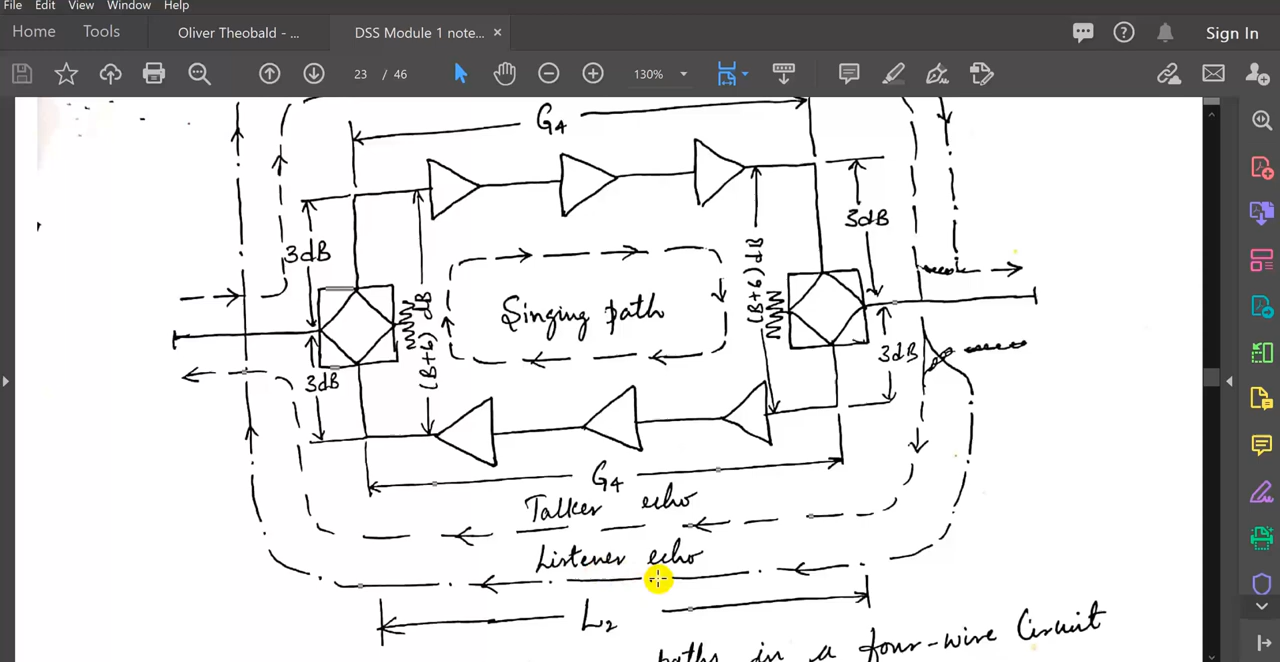 File Edit View Window Help
Home Tools Oliver Theobald - ... DSS Module 1 note... × Sign In
23 / 46 130%
G4
3dB
3dB
(B+6) dB
(B+6) dB
Singing path
3dB
3dB
G4
Talker echo
Listener echo
L2
paths in a four-wire Circuit